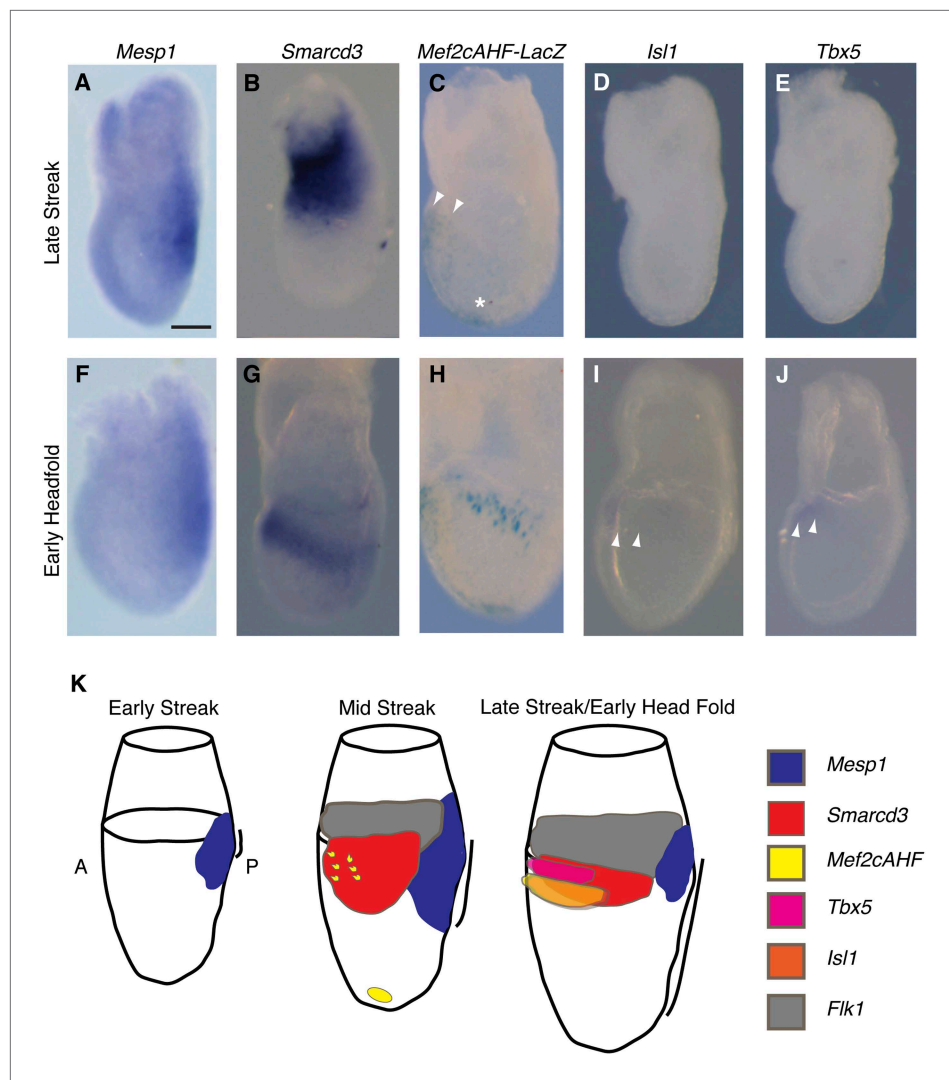 Mesp1 Smarcd3 Mef2cAHF-LacZ Isl1 Tbx5
Late Streak
A B C D E
*
Early Headfold
F G H I J
K
Early Streak Mid Streak Late Streak/Early Head Fold
A P
Mesp1
Smarcd3
Mef2cAHF
Tbx5
Isl1
Flk1